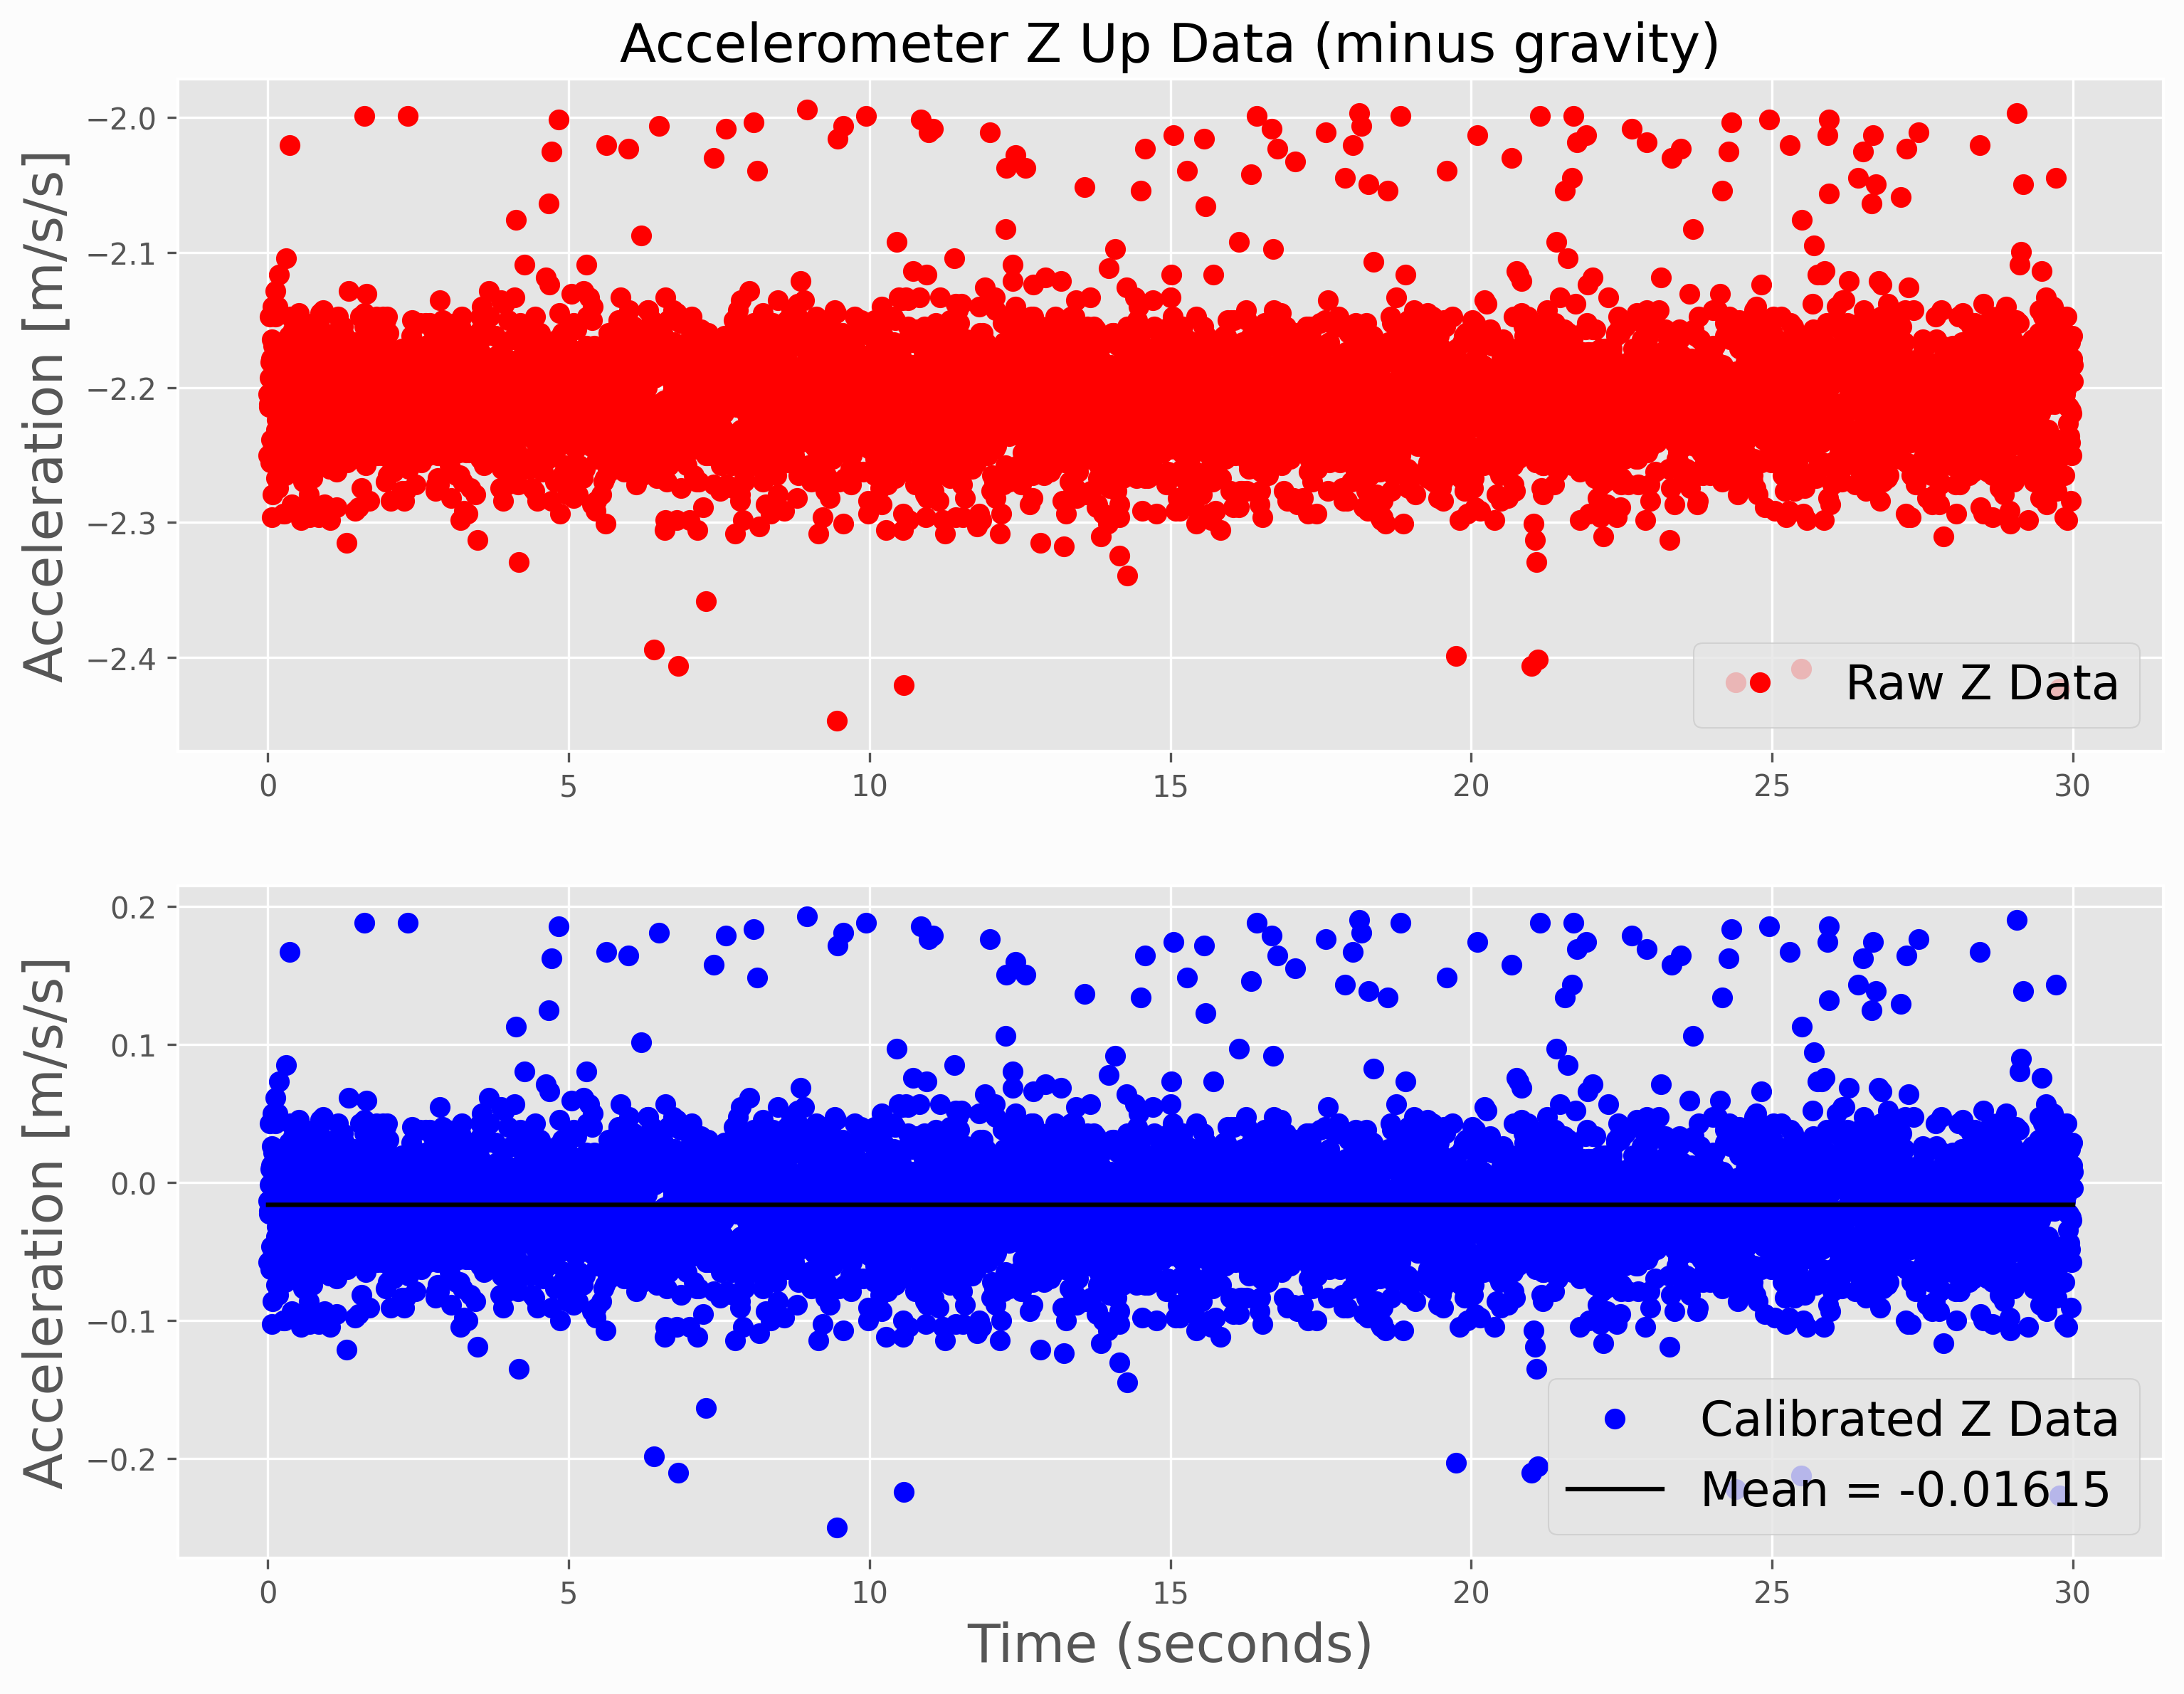 Accelerometer Z Up Data (minus gravity)
Acceleration [m/s/s]
−2.0
−2.1
−2.2
−2.3
−2.4
Raw Z Data
0 5 10 15 20 25 30
Acceleration [m/s/s]
0.2
0.1
0.0
−0.1
−0.2
Calibrated Z Data
Mean = -0.01615
0 5 10 15 20 25 30
Time (seconds)